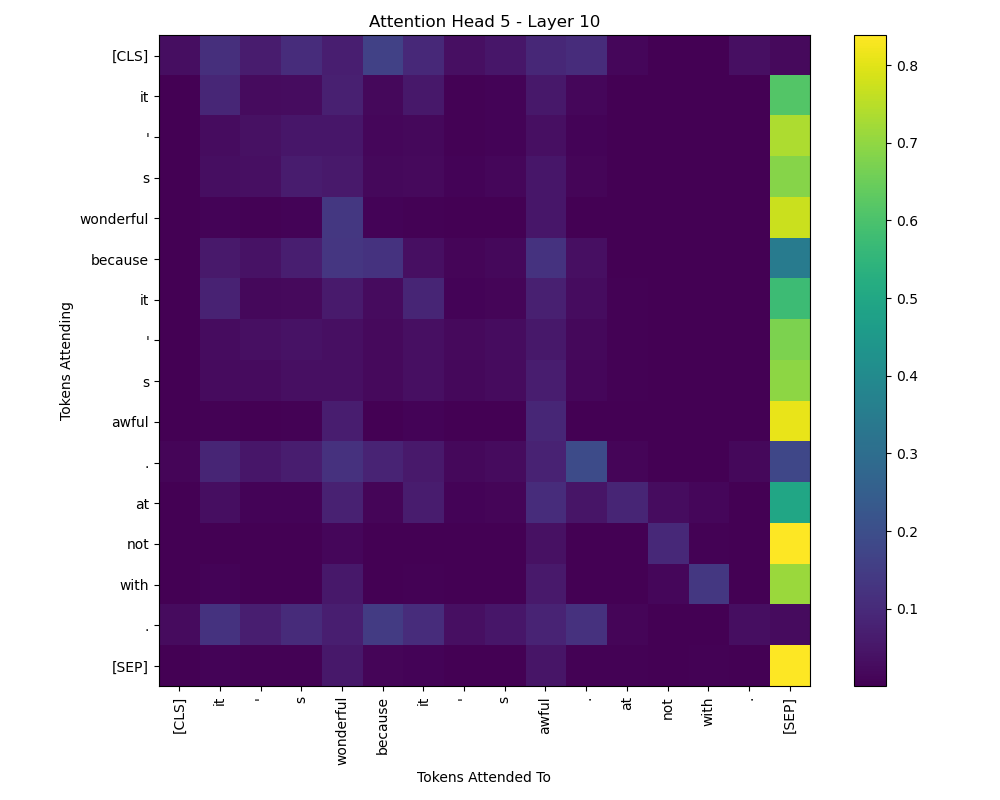 Attention Head 5 - Layer 10
[CLS]
it
'
s
wonderful
because
it
'
s
awful
.
at
not
with
.
[SEP]
Tokens Attending
[CLS] it ' s wonderful because it ' s awful . at not with . [SEP]
Tokens Attended To
0.8
0.7
0.6
0.5
0.4
0.3
0.2
0.1